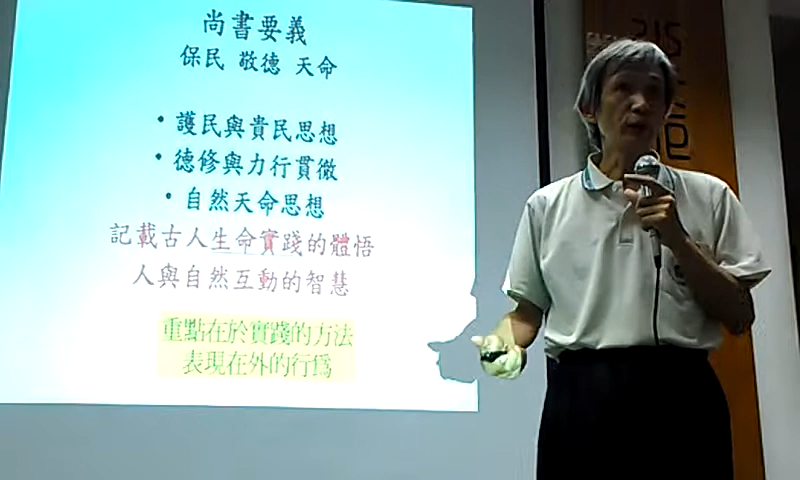 尚書要義
保民 敬德 天命
• 護民與貴民思想
• 德修與力行貫徹
• 自然天命思想
記載古人生命實踐的體悟
人與自然互動的智慧
重點在於實踐的方法
表現在外的行為